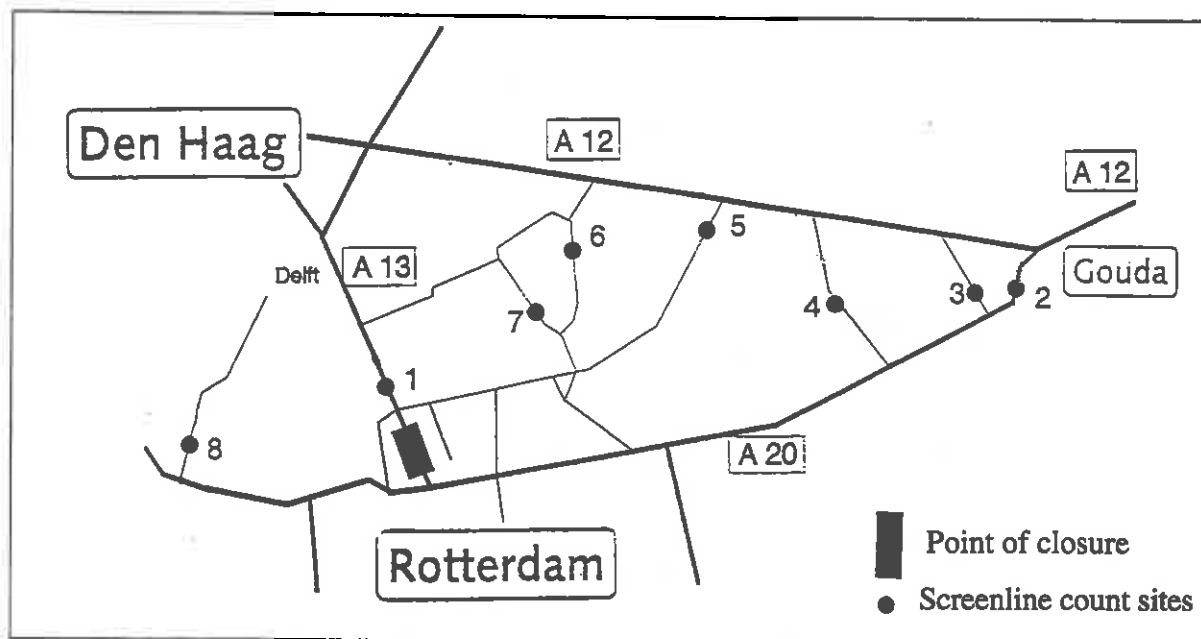 Den Haag
A 12
A 12
Delft
A 13
6
5
Gouda
7
4
3
2
1
8
A 20
Rotterdam
Point of closure
Screenline count sites